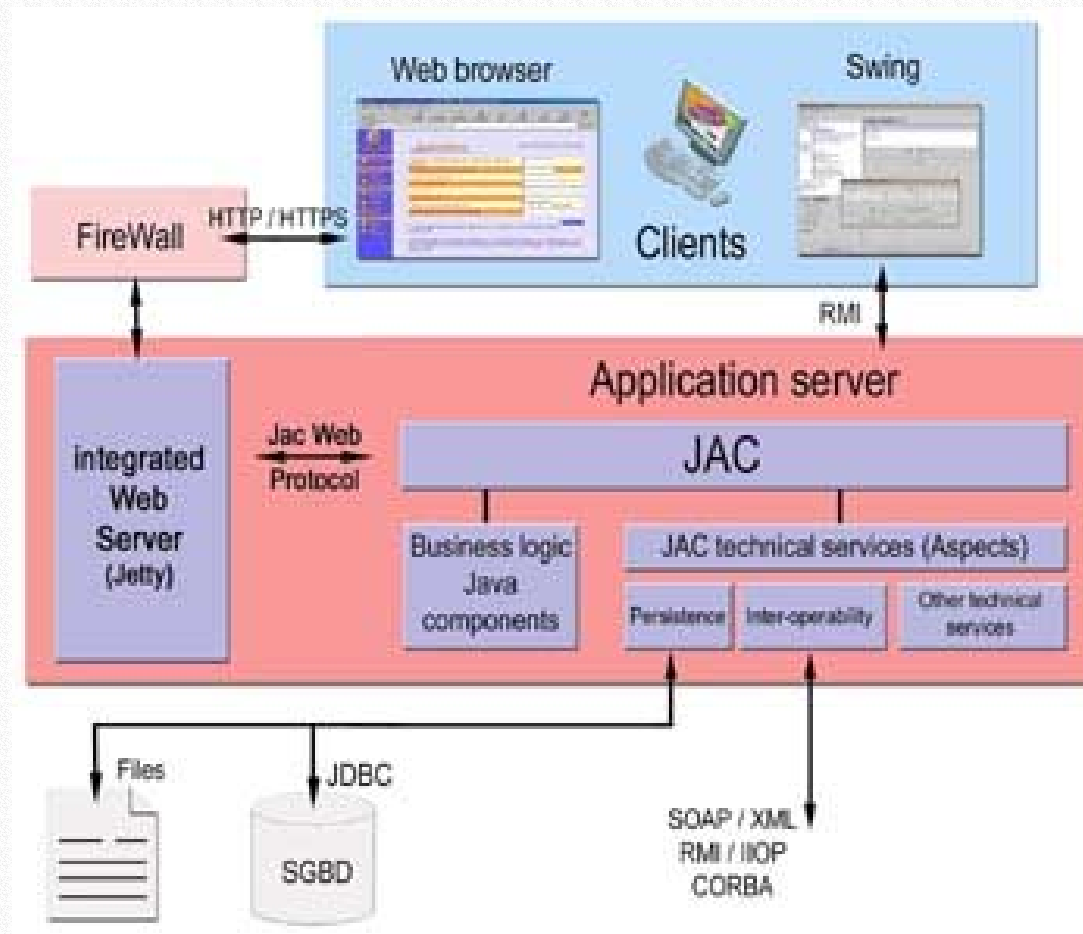 Web browser
Swing
Clients
FireWall
HTTP / HTTPS
RMI
Application server
integrated
Web
Server
(Jetty)
Jac Web
Protocol
JAC
Business logic
Java
components
JAC technical services (Aspects)
Persistence
Inter-operability
Other technical
services
Files
JDBC
SGBD
SOAP / XML
RMI / IIOP
CORBA